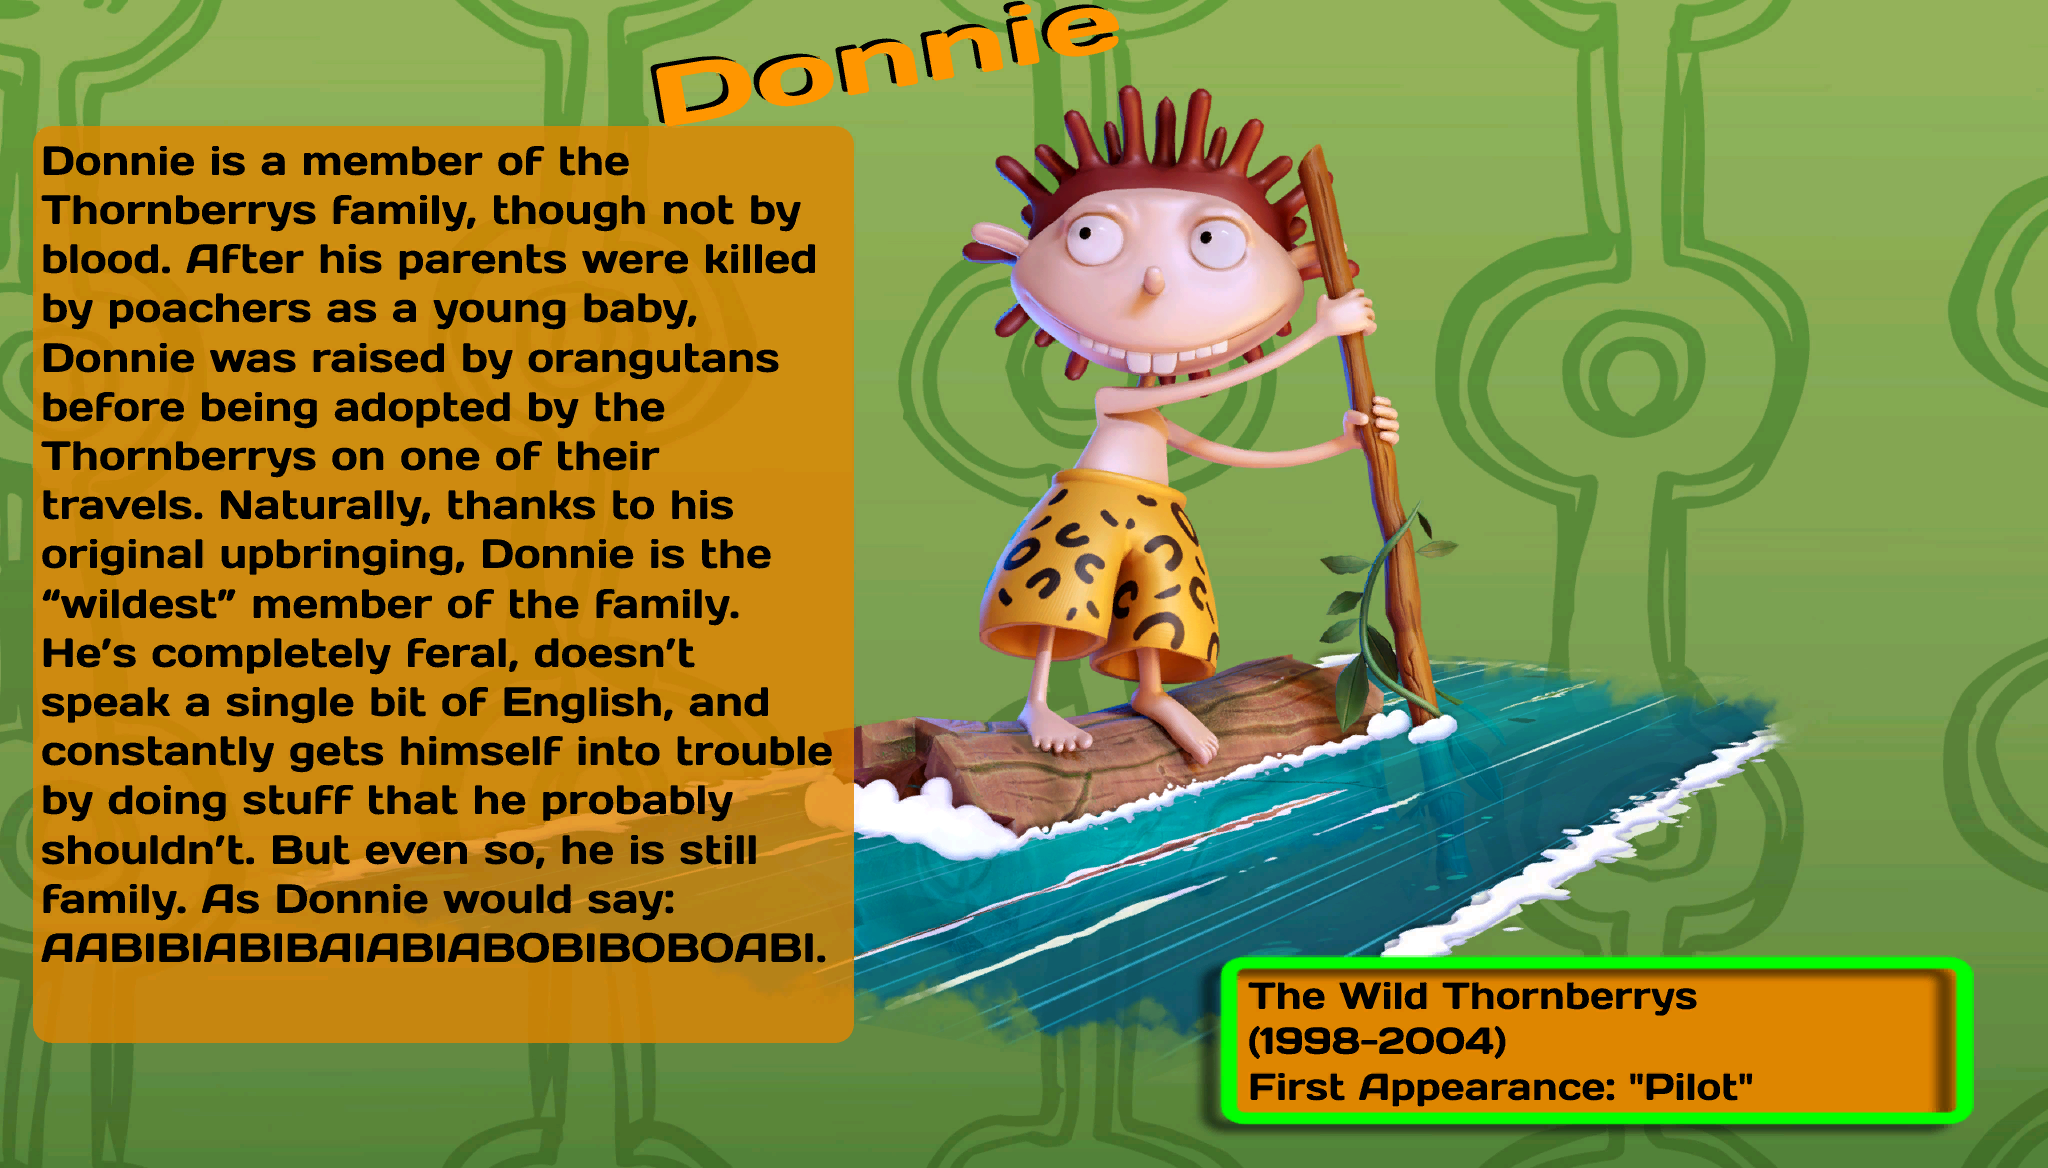 Donnie
Donnie is a member of the
Thornberrys family, though not by
blood. After his parents were killed
by poachers as a young baby,
Donnie was raised by orangutans
before being adopted by the
Thornberrys on one of their
travels. Naturally, thanks to his
original upbringing, Donnie is the
“wildest” member of the family.
He’s completely feral, doesn’t
speak a single bit of English, and
constantly gets himself into trouble
by doing stuff that he probably
shouldn’t. But even so, he is still
family. As Donnie would say:
AABIBIABIBAIABIABOBIBOBOABI.
The Wild Thornberrys
(1998-2004)
First Appearance: "Pilot"